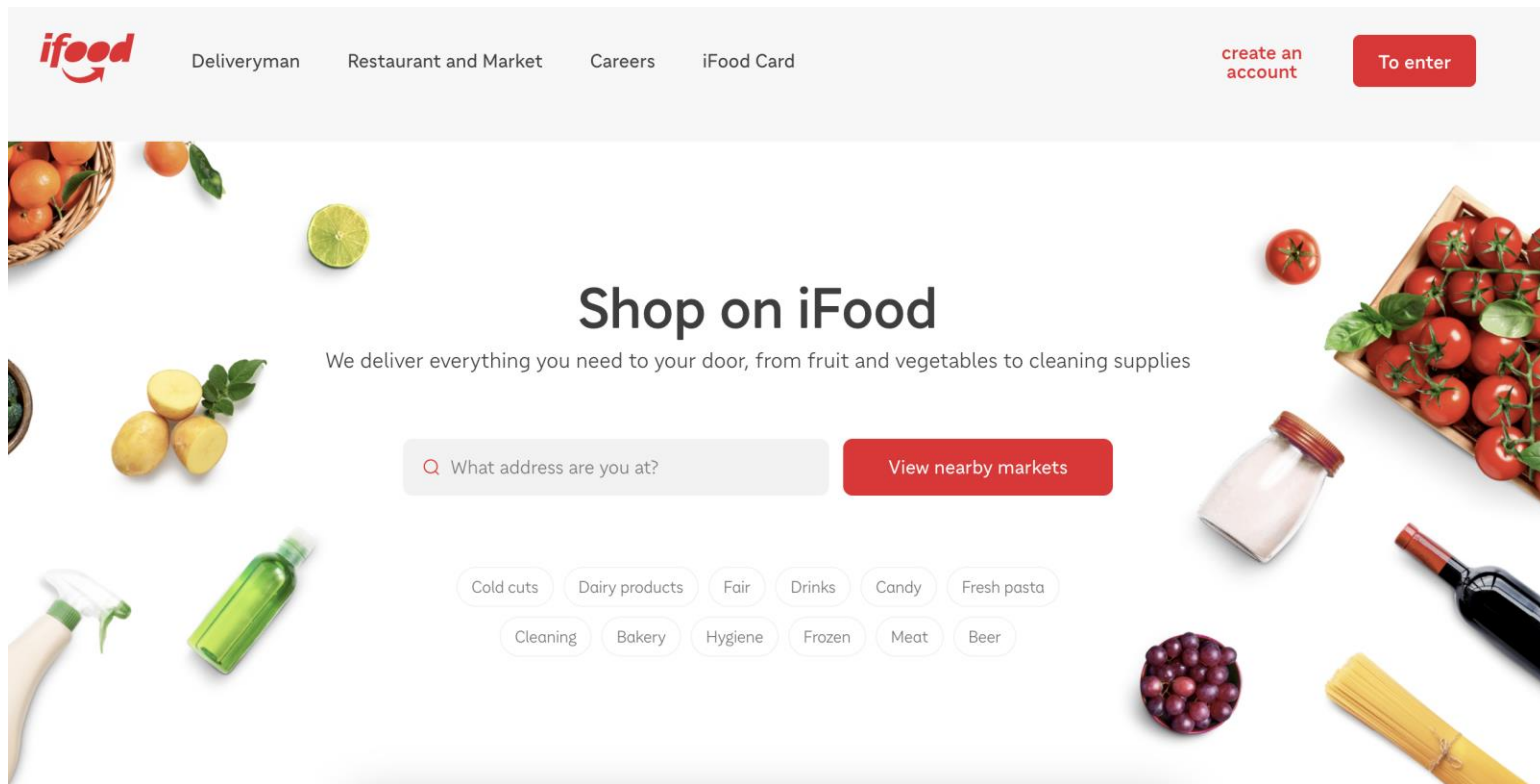 ifood
Deliveryman
Restaurant and Market
Careers
iFood Card
create an
account
To enter
Shop on iFood
We deliver everything you need to your door, from fruit and vegetables to cleaning supplies
What address are you at?
View nearby markets
Cold cuts
Dairy products
Fair
Drinks
Candy
Fresh pasta
Cleaning
Bakery
Hygiene
Frozen
Meat
Beer